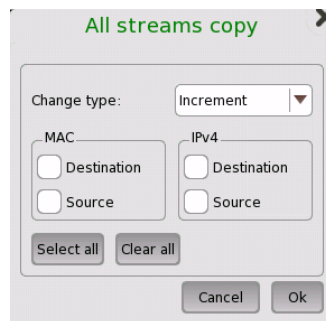 All streams copy
Change type: Increment
MAC IPv4
Destination Destination
Source Source
Select all Clear all
Cancel Ok